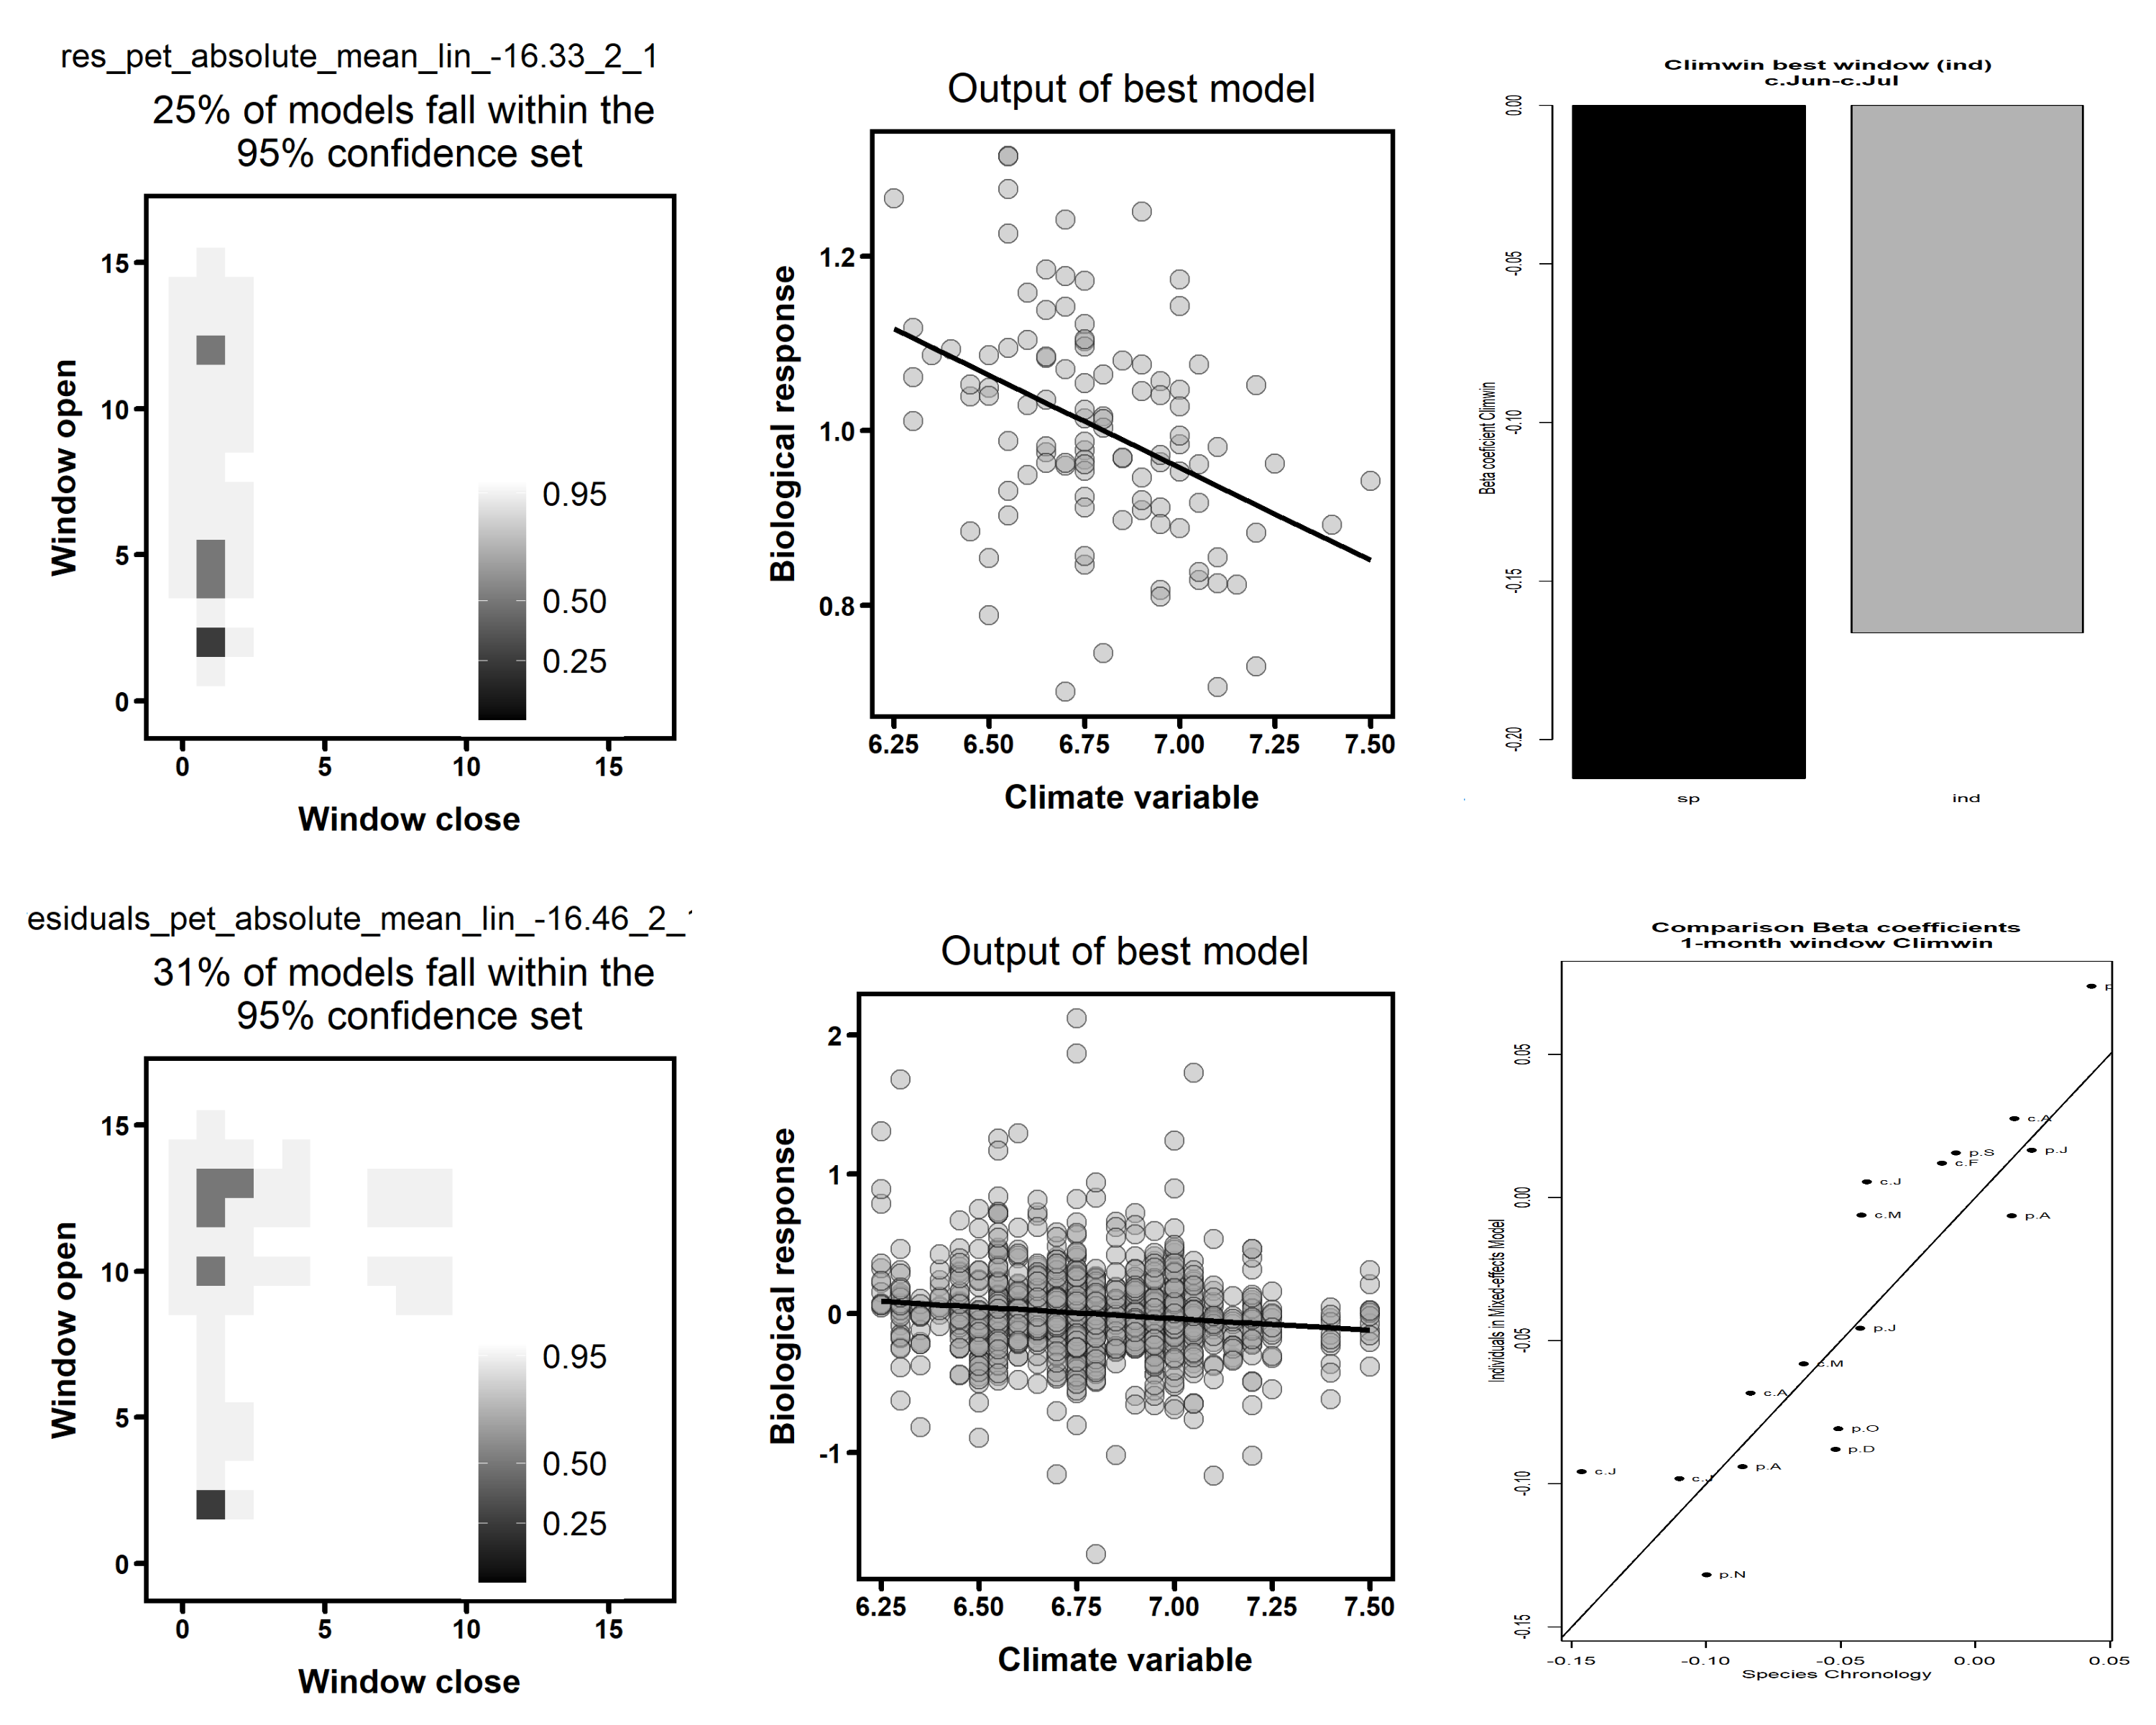 res_pet_absolute_mean_lin_-16.33_2_1
25% of models fall within the
95% confidence set
Window open
15
10
5
0
0.95
0.50
0.25
0 5 10 15
Window close
Output of best model
Biological response
1.2
1.0
0.8
6.25 6.50 6.75 7.00 7.25 7.50
Climate variable
Climwin best window (ind)
c.Jun-c.Jul
Beta coeficient Climwin
0.00
-0.05
-0.10
-0.15
-0.20
sp ind
esiduals_pet_absolute_mean_lin_-16.46_2_
31% of models fall within the
95% confidence set
Window open
15
10
5
0
0.95
0.50
0.25
0 5 10 15
Window close
Output of best model
Biological response
2
1
0
-1
6.25 6.50 6.75 7.00 7.25 7.50
Climate variable
Comparison Beta coefficients
1-month window Climwin
Individuals in Mixed-effects Model
0.05
0.00
-0.05
-0.10
-0.15
c.A
p.S
p.J
c.F
c.J
c.M
p.A
p.J
c.M
c.A
p.O
p.D
p.A
c.J
c.J
p.N
-0.15 -0.10 -0.05 0.00 0.05
Species Chronology